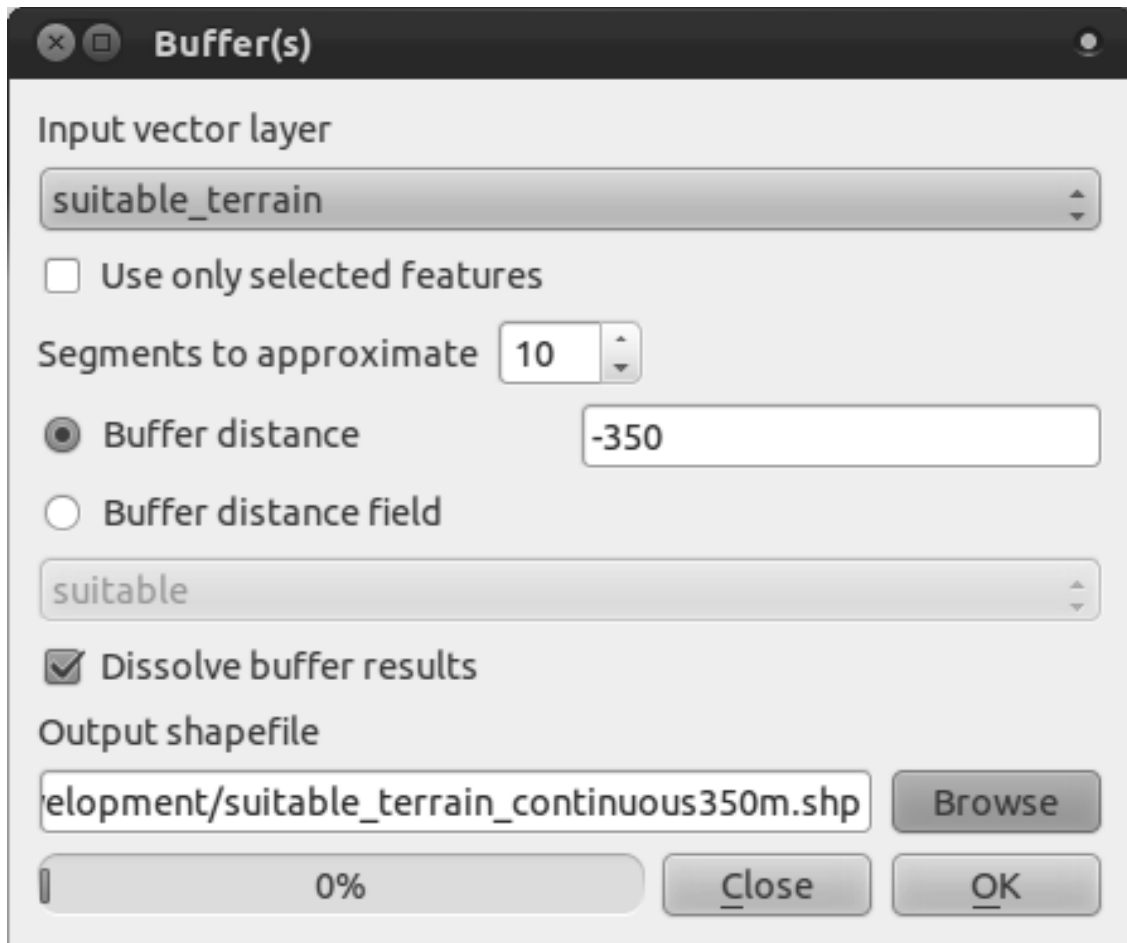 Buffer(s)
Input vector layer
suitable_terrain
Use only selected features
Segments to approximate 10
Buffer distance -350
Buffer distance field
suitable
Dissolve buffer results
Output shapefile
velopment/suitable_terrain_continuous350m.shp Browse
0% Close OK